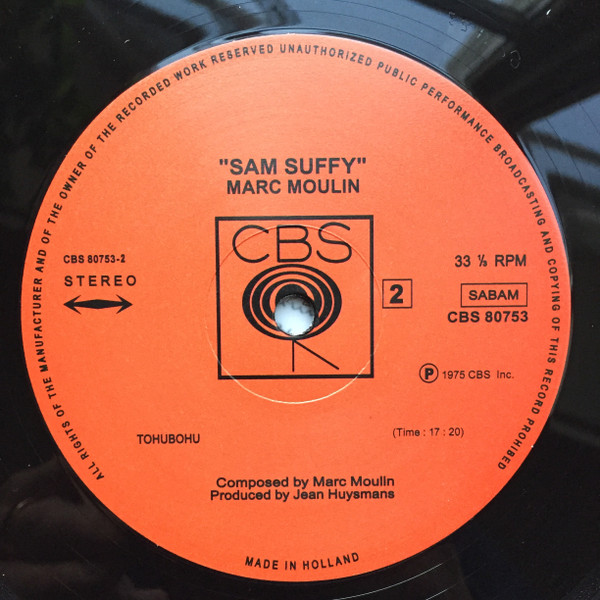 ALL RIGHTS OF THE MANUFACTURER AND OF THE OWNER OF THE RECORDED WORK RESERVED UNAUTHORIZED PUBLIC PERFORMANCE BROADCASTING AND COPYING OF THIS RECORD PROHIBED
"SAM SUFFY"
MARC MOULIN
CBS
CBS 80753-2
STEREO
33 ⅓ RPM
2
SABAM
CBS 80753
Ⓟ 1975 CBS Inc.
TOHUBOHU
(Time : 17 : 20)
Composed by Marc Moulin
Produced by Jean Huysmans
MADE IN HOLLAND